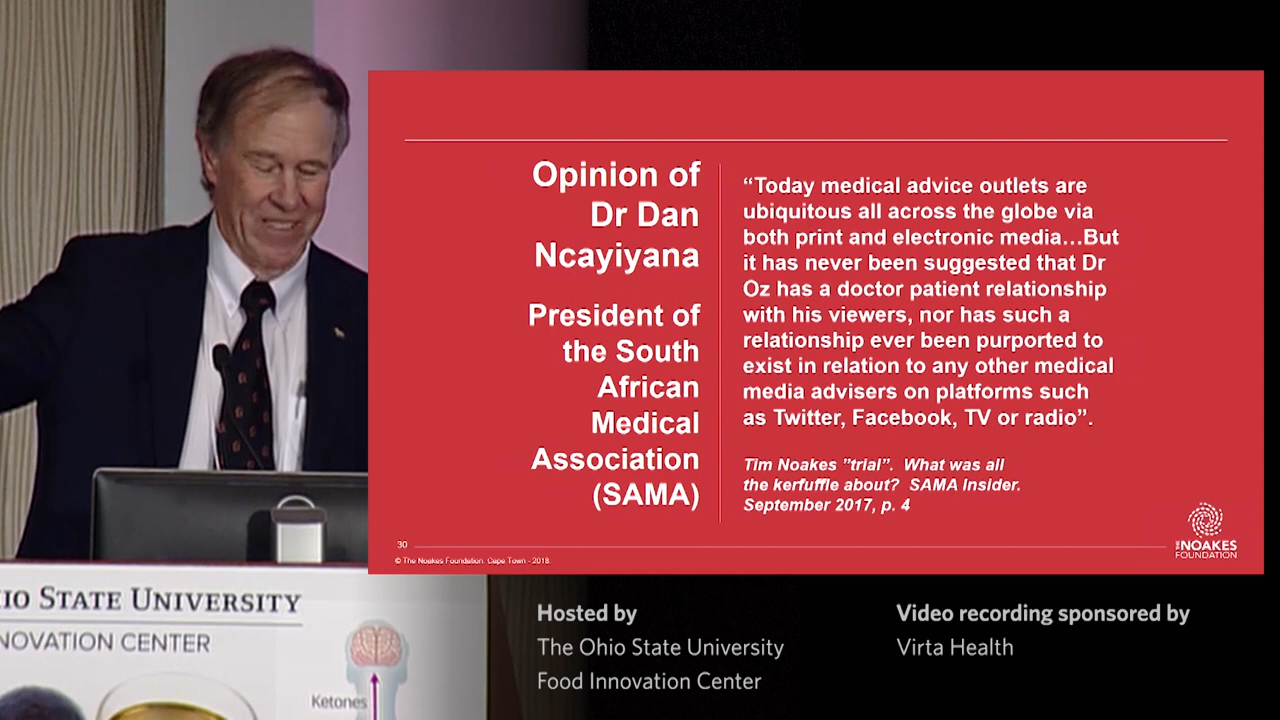 Opinion of
Dr Dan
Ncayiyana
President of
the South
African
Medical
Association
(SAMA)
“Today medical advice outlets are
ubiquitous all across the globe via
both print and electronic media…But
it has never been suggested that Dr
Oz has a doctor patient relationship
with his viewers, nor has such a
relationship ever been purported to
exist in relation to any other medical
media advisers on platforms such
as Twitter, Facebook, TV or radio”.
Tim Noakes ”trial”. What was all
the kerfuffle about? SAMA Insider.
September 2017, p. 4
30
© The Noakes Foundation. Cape Town - 2018.
THE NOAKES
FOUNDATION
IO STATE UNIVERSITY
NOVATION CENTER
Ketones
Hosted by
The Ohio State University
Food Innovation Center
Video recording sponsored by
Virta Health